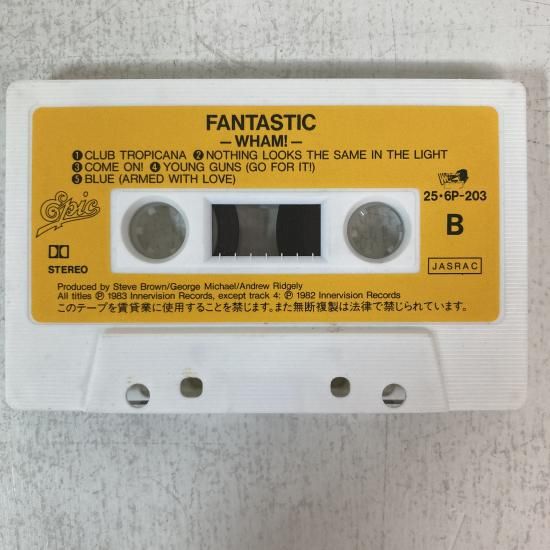 FANTASTIC
— WHAM! —
❶ CLUB TROPICANA ❷ NOTHING LOOKS THE SAME IN THE LIGHT
❸ COME ON! ❹ YOUNG GUNS (GO FOR IT!)
❺ BLUE (ARMED WITH LOVE)
Epic
25・6P-203
B
STEREO
JASRAC
Produced by Steve Brown/George Michael/Andrew Ridgely
All titles ℗ 1983 Innervision Records, except track 4: ℗ 1982 Innervision Records
このテープを賃貸業に使用することを禁じます。また無断複製は法律で禁じられています。